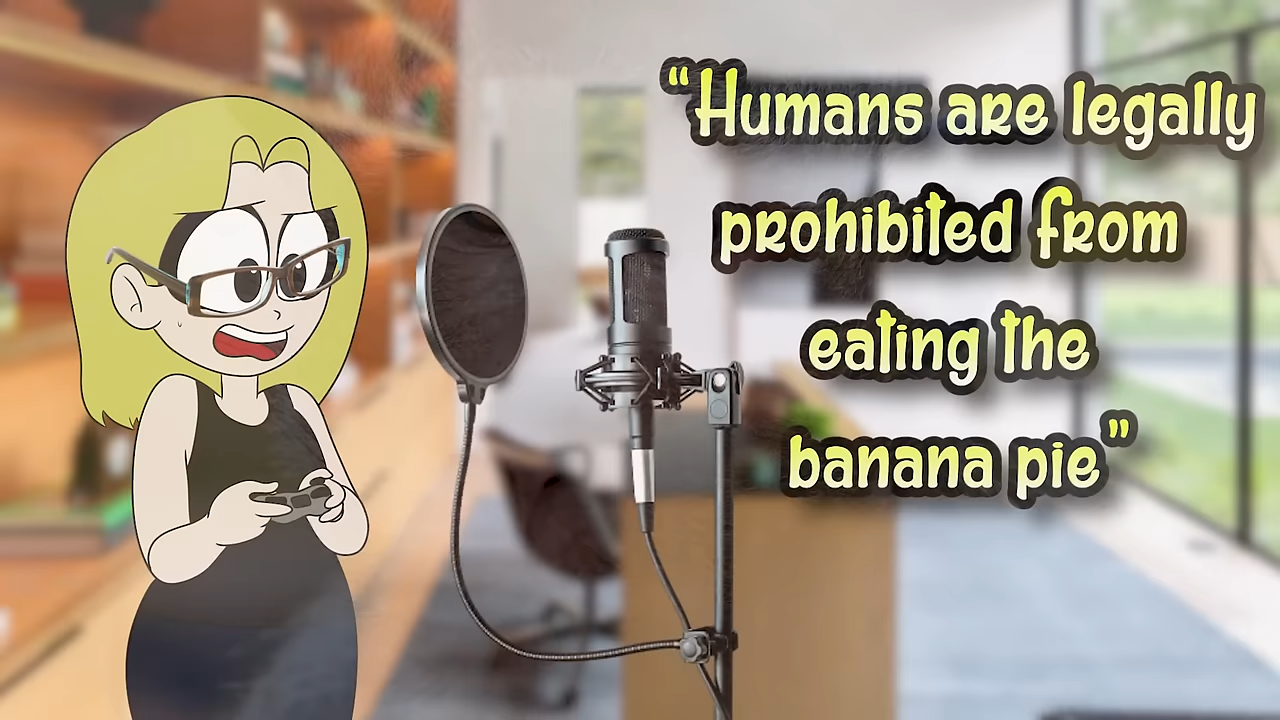 “Humans are legally
prohibited from
eating the
banana pie”